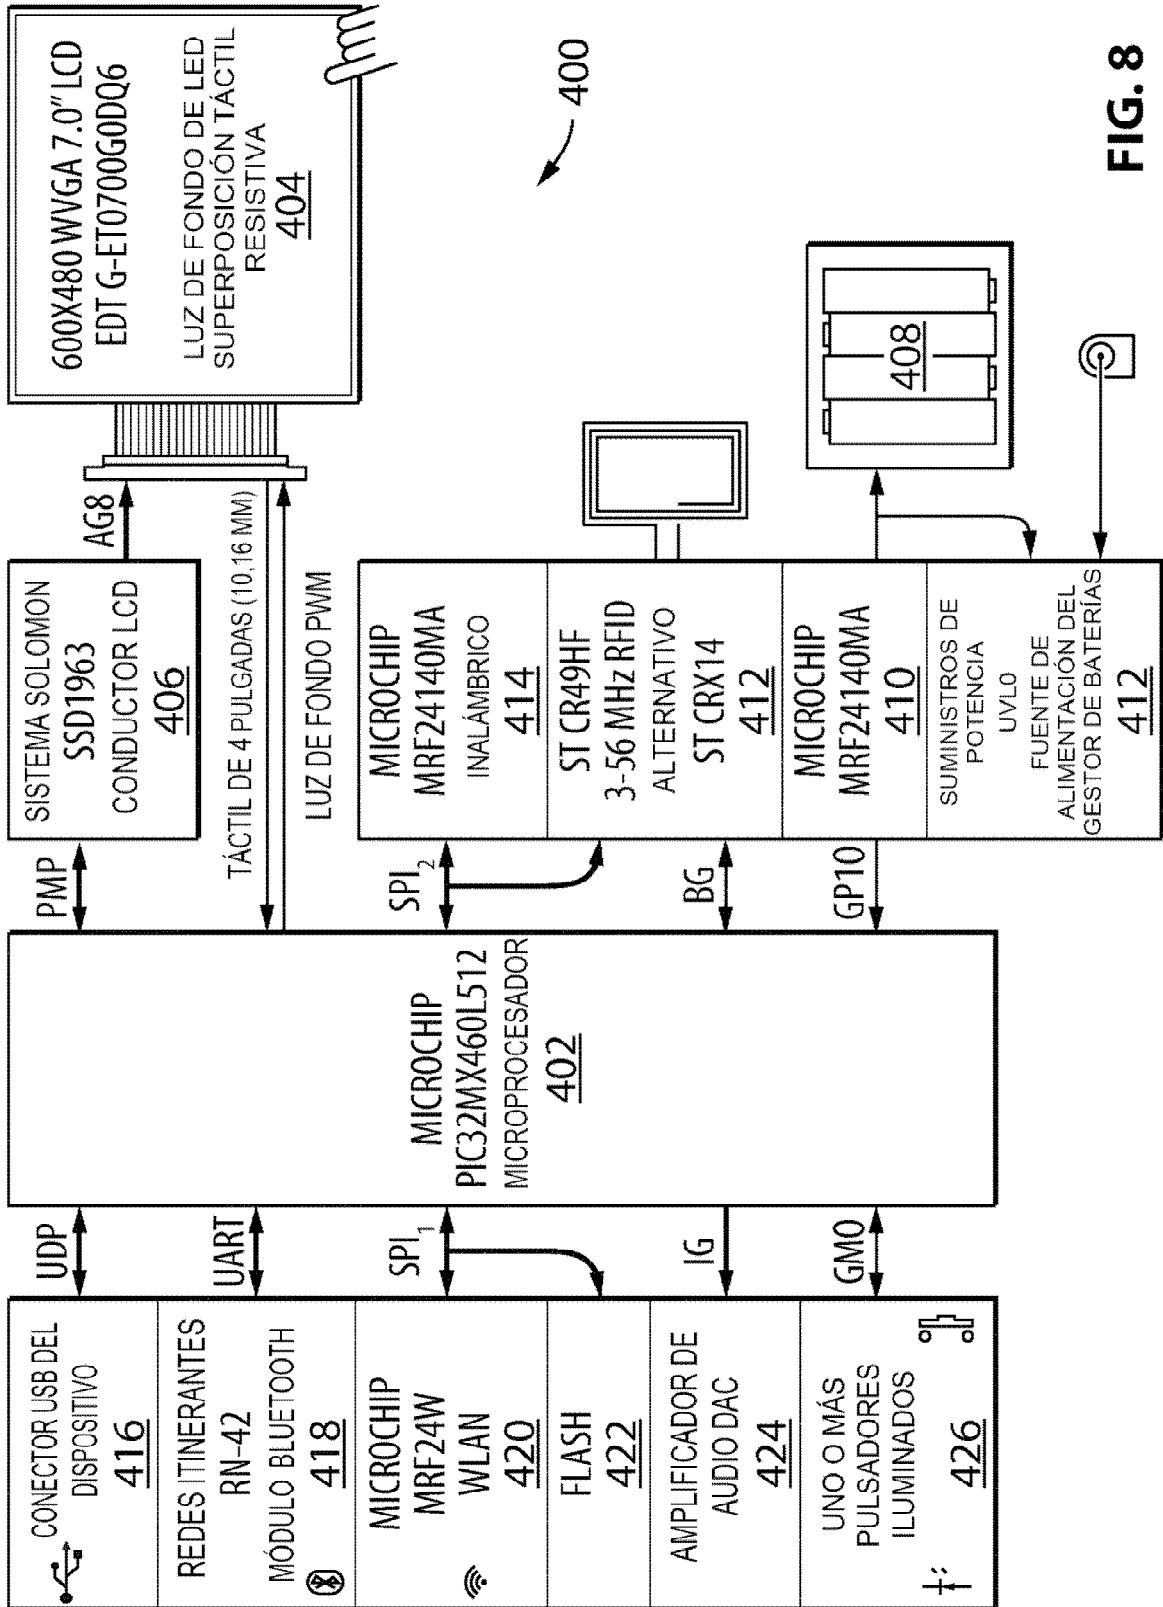 CONECTOR USB DEL
DISPOSITIVO
416
REDES ITINERANTES
RN-42
MÓDULO BLUETOOTH
418
MICROCHIP
MRF24W
WLAN
420
FLASH
422
AMPLIFICADOR DE
AUDIO DAC
424
UNO O MÁS
PULSADORES
ILUMINADOS
426
UDP
UART
SPI1
IG
GM0
MICROCHIP
PIC32MX460L512
MICROPROCESADOR
402
PMP
TÁCTIL DE 4 PULGADAS (10,16 MM)
LUZ DE FONDO PWM
SPI2
BG
GP10
SISTEMA SOLOMON
SSD1963
CONDUCTOR LCD
406
AG8
MICROCHIP
MRF24140MA
INALÁMBRICO
414
ST CR49HF
3-56 MHz RFID
ALTERNATIVO
ST CRX14
412
MICROCHIP
MRF24140MA
410
SUMINISTROS DE
POTENCIA
UVL0
FUENTE DE
ALIMENTACIÓN DEL
GESTOR DE BATERÍAS
412
600X480 WVGA 7.0" LCD
EDT G-ET0700G0DQ6
LUZ DE FONDO DE LED
SUPERPOSICIÓN TÁCTIL
RESISTIVA
404
408
400
FIG. 8